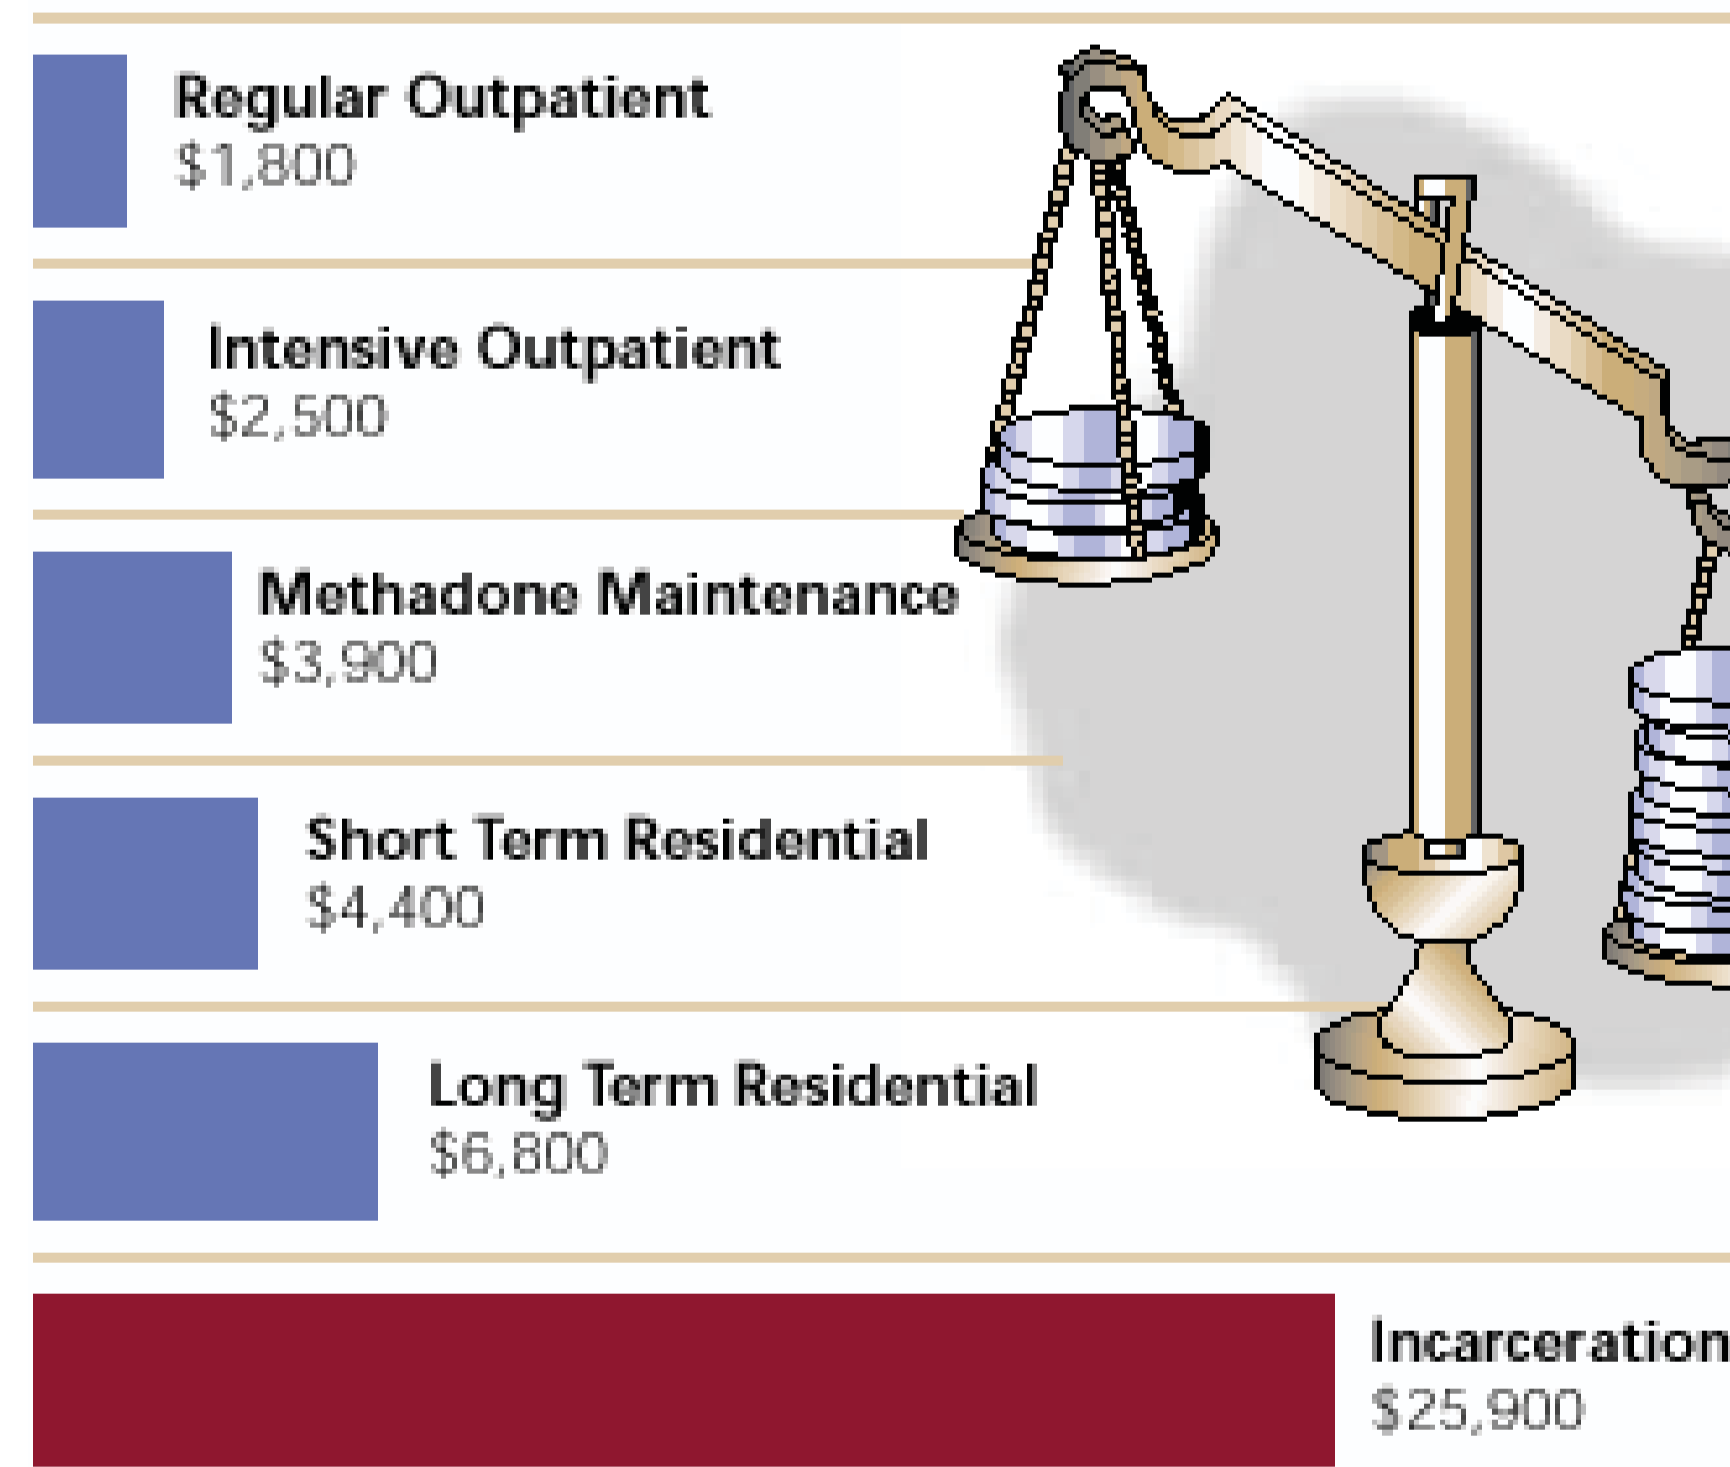 Regular Outpatient
$1,800
Intensive Outpatient
$2,500
Methadone Maintenance
$3,900
Short Term Residential
$4,400
Long Term Residential
$6,800
Incarceration
$25,900